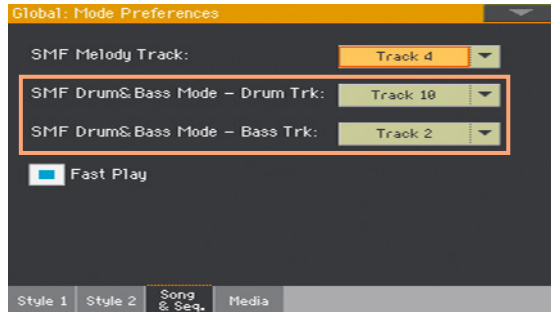 Global: Mode Preferences
SMF Melody Track: Track 4
SMF Drum&Bass Mode – Drum Trk: Track 10
SMF Drum&Bass Mode – Bass Trk: Track 2
Fast Play
Style 1 Style 2 Song & Seq. Media